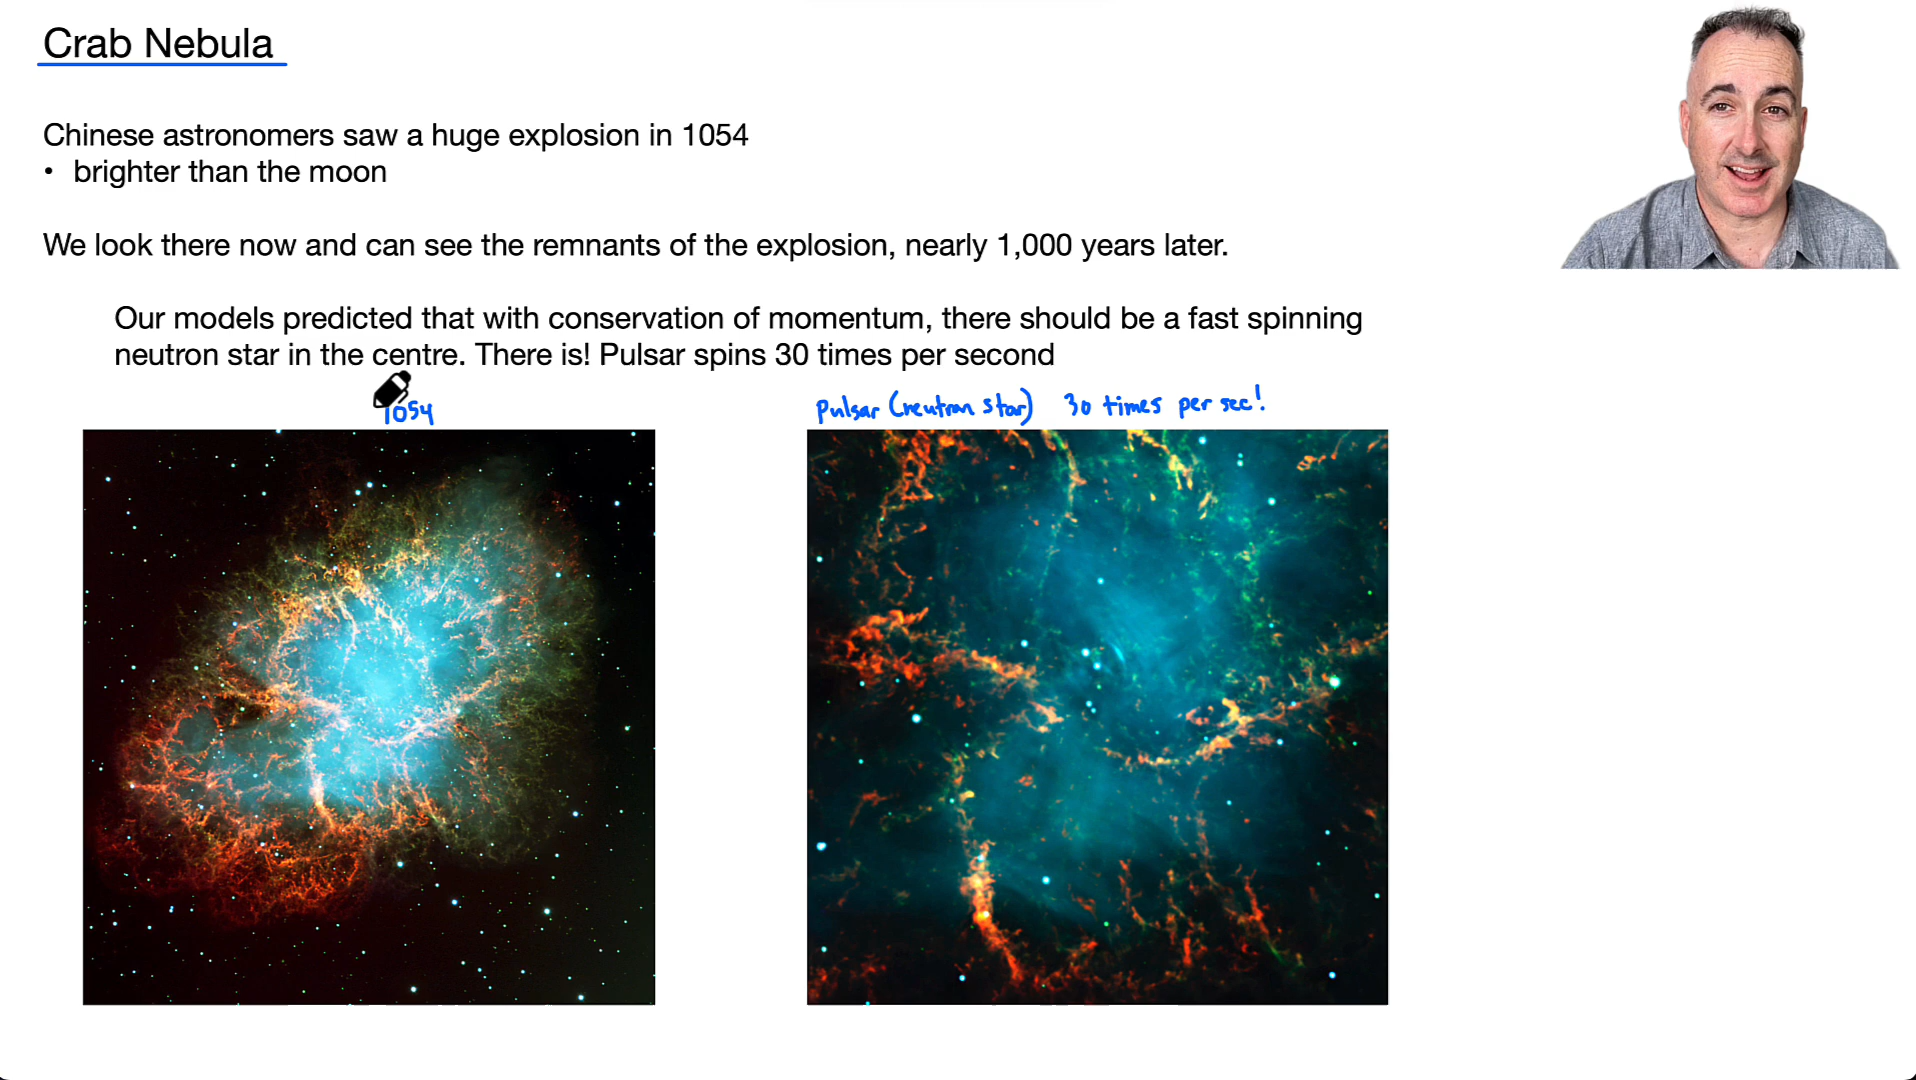 Crab Nebula
Chinese astronomers saw a huge explosion in 1054
• brighter than the moon
We look there now and can see the remnants of the explosion, nearly 1,000 years later.
Our models predicted that with conservation of momentum, there should be a fast spinning
neutron star in the centre. There is! Pulsar spins 30 times per second
1054
Pulsar (neutron star) 30 times per sec!